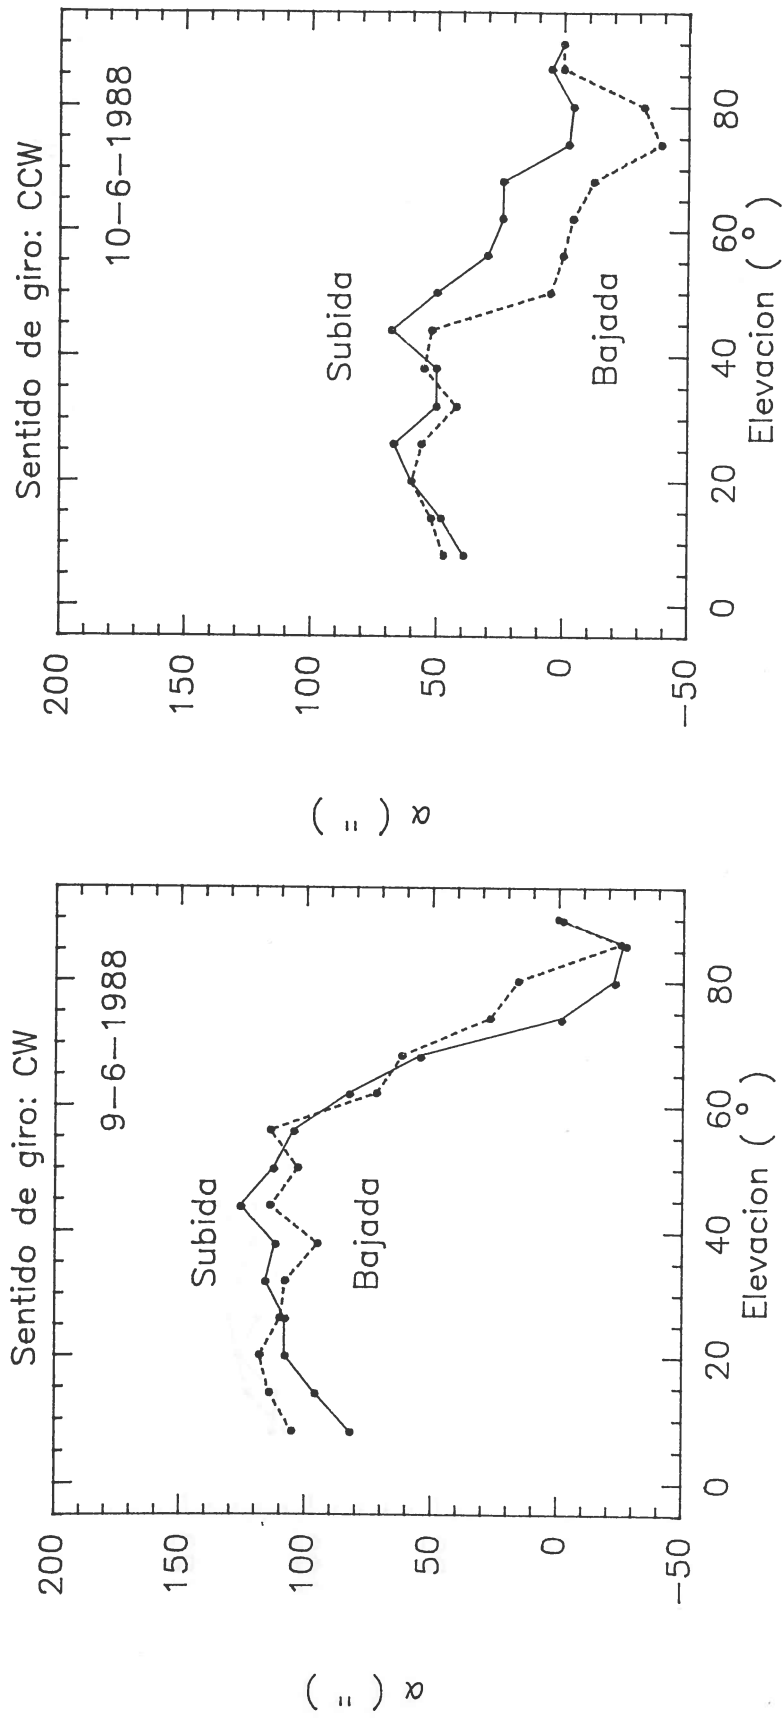 Sentido de giro: CW
9-6-1988
Subida
Bajada
200
150
100
50
0
-50
α ( " )
0 20 40 60 80
Elevacion ( ° )
Sentido de giro: CCW
10-6-1988
Subida
Bajada
200
150
100
50
0
-50
α ( " )
0 20 40 60 80
Elevacion ( ° )